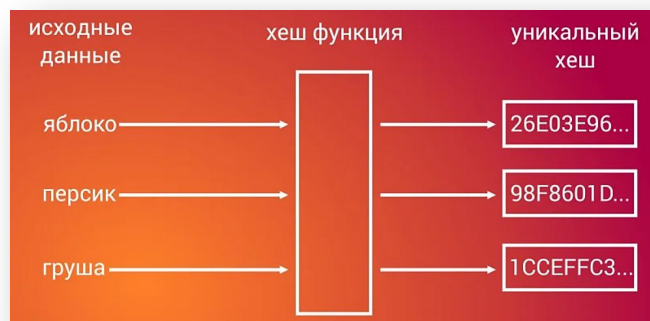 исходные
данные
хеш функция
уникальный
хеш
яблоко
26E03E96...
персик
98F8601D...
груша
1CCEFFC3...